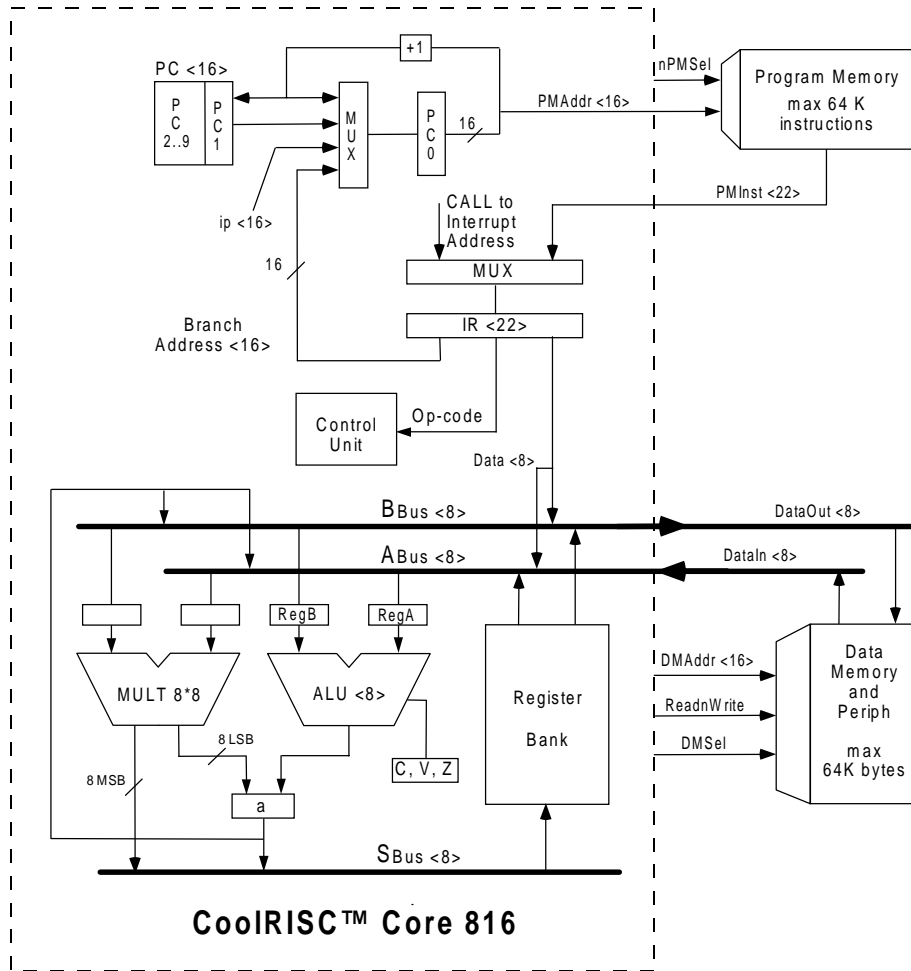 +1
PC <16>
P C 2..9
PC1
MUX
PC0
16
PMAddr <16>
nPMSel
Program Memory
max 64 K
instructions
PMInst <22>
ip <16>
CALL to
Interrupt
Address
16
MUX
IR <22>
Branch
Address <16>
Control
Unit
Op-code
Data <8>
BBus <8>
DataOut <8>
ABus <8>
DataIn <8>
RegB
RegA
MULT 8*8
ALU <8>
Register
Bank
DMAddr <16>
ReadnWrite
DMSel
Data
Memory
and
Periph
max
64K bytes
8 LSB
8 MSB
C, V, Z
a
SBus <8>
CoolRISC™ Core 816